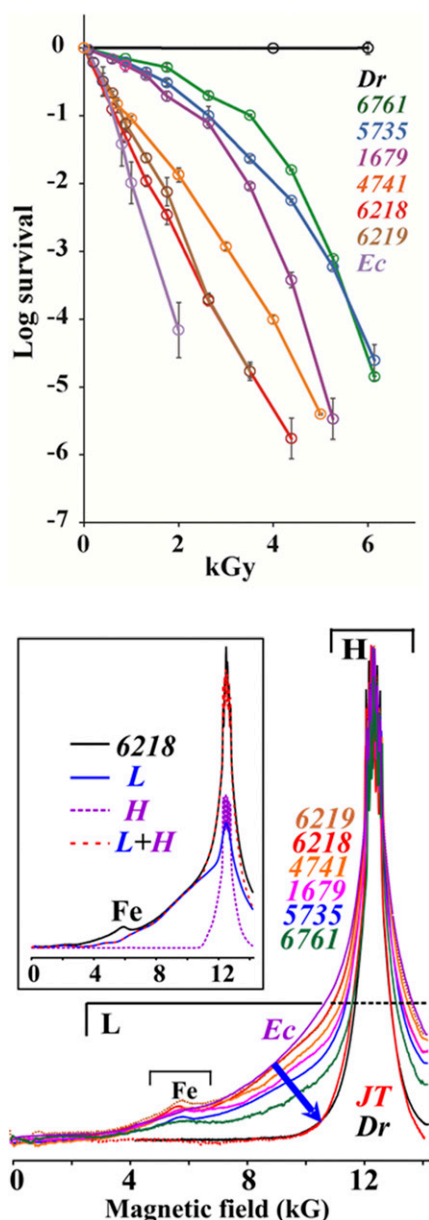 0
-1
-2
-3
-4
-5
-6
-7
Log survival
Dr
6761
5735
1679
4741
6218
6219
Ec
0 2 4 6
kGy
H
6218
L
H
L+H
Fe
0 4 8 12
6219
6218
4741
1679
5735
6761
L
Ec
Fe
JT
Dr
0 4 8 12
Magnetic field (kG)